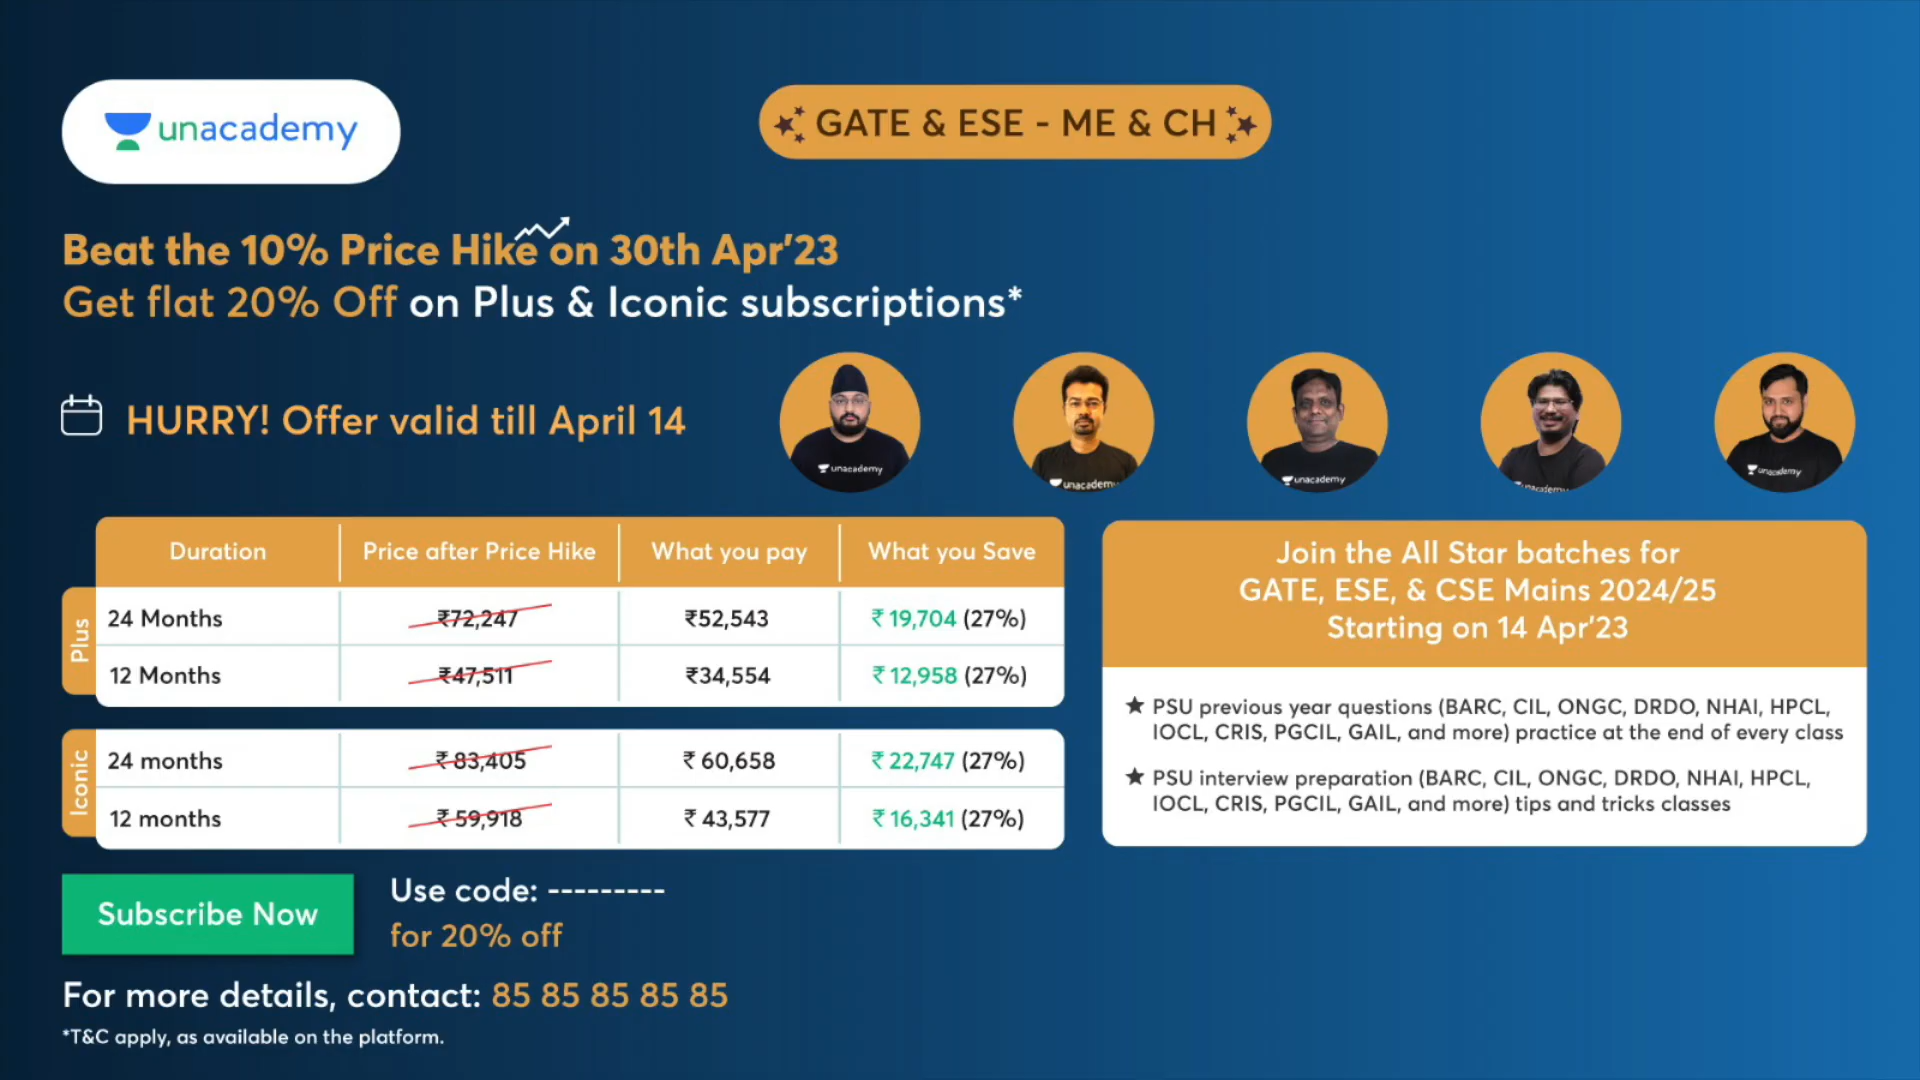 unacademy
GATE & ESE - ME & CH
Beat the 10% Price Hike on 30th Apr'23
Get flat 20% Off on Plus & Iconic subscriptions*
HURRY! Offer valid till April 14
unacademy
unacademy
unacademy
unacademy
unacademy
Duration Price after Price Hike What you pay What you Save
Plus
24 Months ₹72,247 ₹52,543 ₹ 19,704 (27%)
12 Months ₹47,511 ₹34,554 ₹ 12,958 (27%)
Iconic
24 months ₹ 83,405 ₹ 60,658 ₹ 22,747 (27%)
12 months ₹ 59,918 ₹ 43,577 ₹ 16,341 (27%)
Join the All Star batches for
GATE, ESE, & CSE Mains 2024/25
Starting on 14 Apr'23
★ PSU previous year questions (BARC, CIL, ONGC, DRDO, NHAI, HPCL,
IOCL, CRIS, PGCIL, GAIL, and more) practice at the end of every class
★ PSU interview preparation (BARC, CIL, ONGC, DRDO, NHAI, HPCL,
IOCL, CRIS, PGCIL, GAIL, and more) tips and tricks classes
Subscribe Now
Use code: ---------
for 20% off
For more details, contact: 85 85 85 85 85
*T&C apply, as available on the platform.